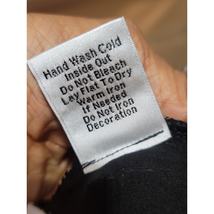 Hand Wash Cold
Inside Out
Do Not Bleach
Lay Flat To Dry
Warm Iron
If Needed
Do Not Iron
Decoration